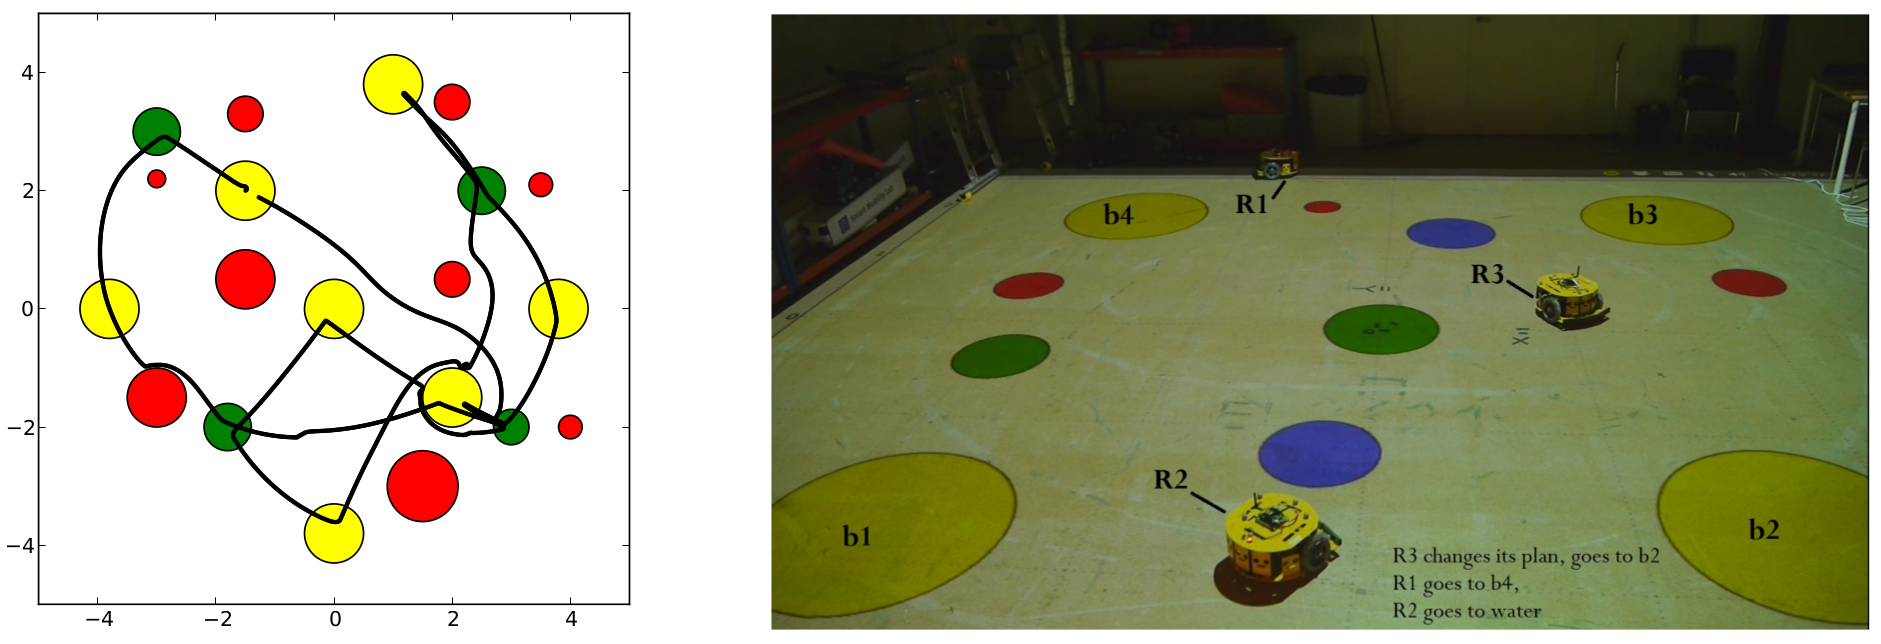 4
2
0
−2
−4
−4
−2
0
2
4
R1
b4
b3
R3
R2
b1
b2
R3 changes its plan, goes to b2
R1 goes to b4,
R2 goes to water